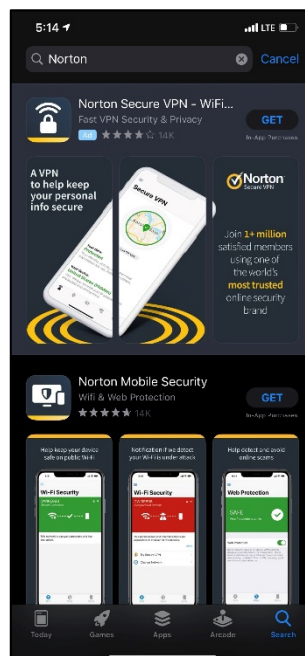 5:14
LTE
Norton
Cancel
Norton Secure VPN - WiFi...
Fast VPN Security & Privacy
Ad 14K
GET
In-App Purchases
A VPN
to help keep
your personal
info secure
Secure VPN
Norton
Secure VPN
Join 1+ million
satisfied members
using one of
the world's
most trusted
online security
brand
Norton Mobile Security
Wifi & Web Protection
14K
GET
In-App Purchases
Help keep your device
safe on public Wi-Fi
Wi-Fi Security
Notification if we detect
your Wi-Fi is under attack
Wi-Fi Security
Help detect and avoid
online scams
Web Protection
SAFE
Today
Games
Apps
Arcade
Search